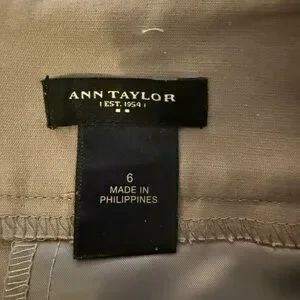 ANN TAYLOR
EST. 1954
6
MADE IN
PHILIPPINES